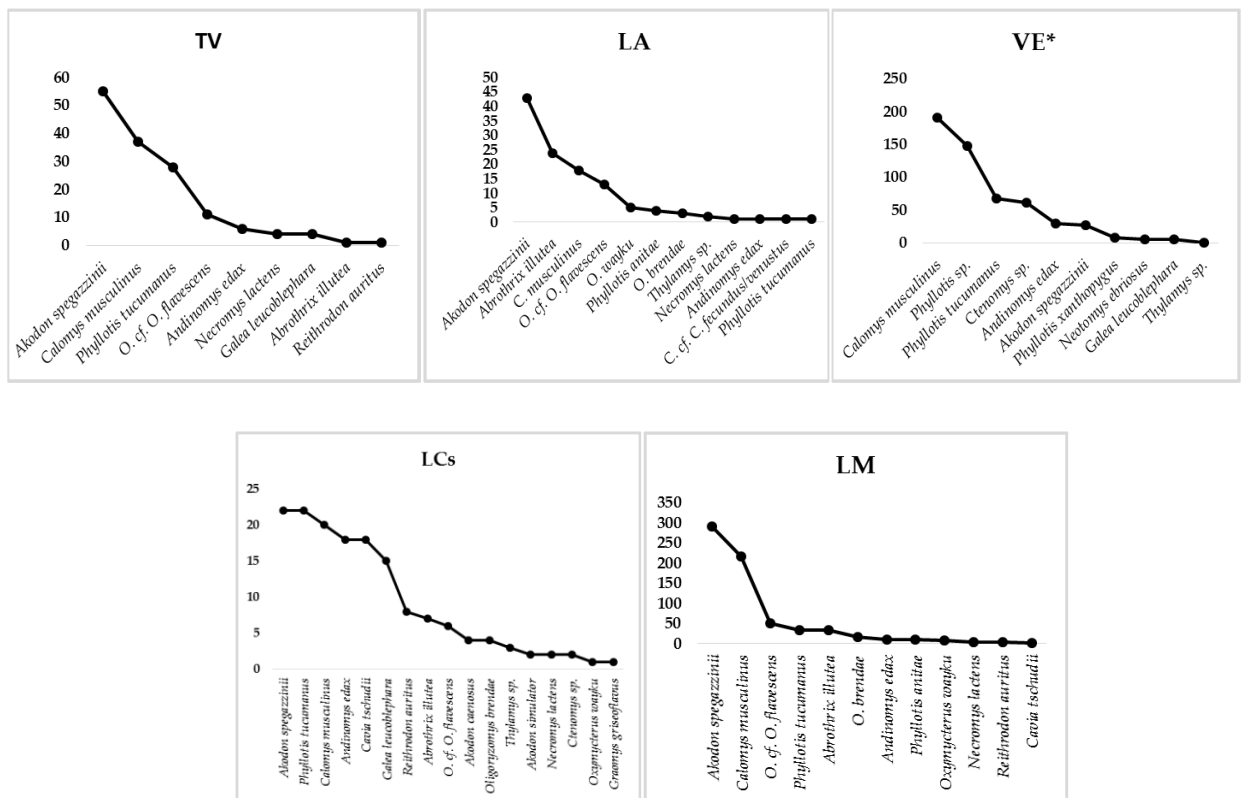 TV
60
50
40
30
20
10
0
Akodon spegazzinii
Calomys musculinus
Phyllotis tucumanus
O. cf. O. flavescens
Andinomys edax
Necromys lactens
Galea leucoblephara
Abrothrix illutea
Reithrodon auritus
LA
50
45
40
35
30
25
20
15
10
5
0
Akodon spegazzinii
Abrothrix illutea
C. musculinus
O. cf. O. flavescens
O. wayku
Phyllotis anitae
O. brendae
Thylamys sp.
Necromys lactens
Andinomys edax
C. cf. C. fecundus/venustus
Phyllotis tucumanus
VE*
250
200
150
100
50
0
Calomys musculinus
Phyllotis sp.
Phyllotis tucumanus
Ctenomys sp.
Andinomys edax
Akodon spegazzinii
Phyllotis xanthopygus
Neotomys ebriosus
Galea leucoblephara
Thylamys sp.
LCs
25
20
15
10
5
0
Akodon spegazzinii
Phyllotis tucumanus
Calomys musculinus
Andinomys edax
Cavia tschudii
Galea leucoblephara
Reithrodon auritus
Abrothrix illutea
O. cf. O. flavescens
Akodon caenosus
Oligoryzomys brendae
Thylamys sp.
Akodon simulator
Necromys lactens
Ctenomys sp.
Oxymycterus wayku
Graomys griseoflavus
LM
350
300
250
200
150
100
50
0
Akodon spegazzinii
Calomys musculinus
O. cf. O. flavescens
Phyllotis tucumanus
Abrothrix illutea
O. brendae
Andinomys edax
Phyllotis anitae
Oxymycterus wayku
Necromys lactens
Reithrodon auritus
Cavia tschudii